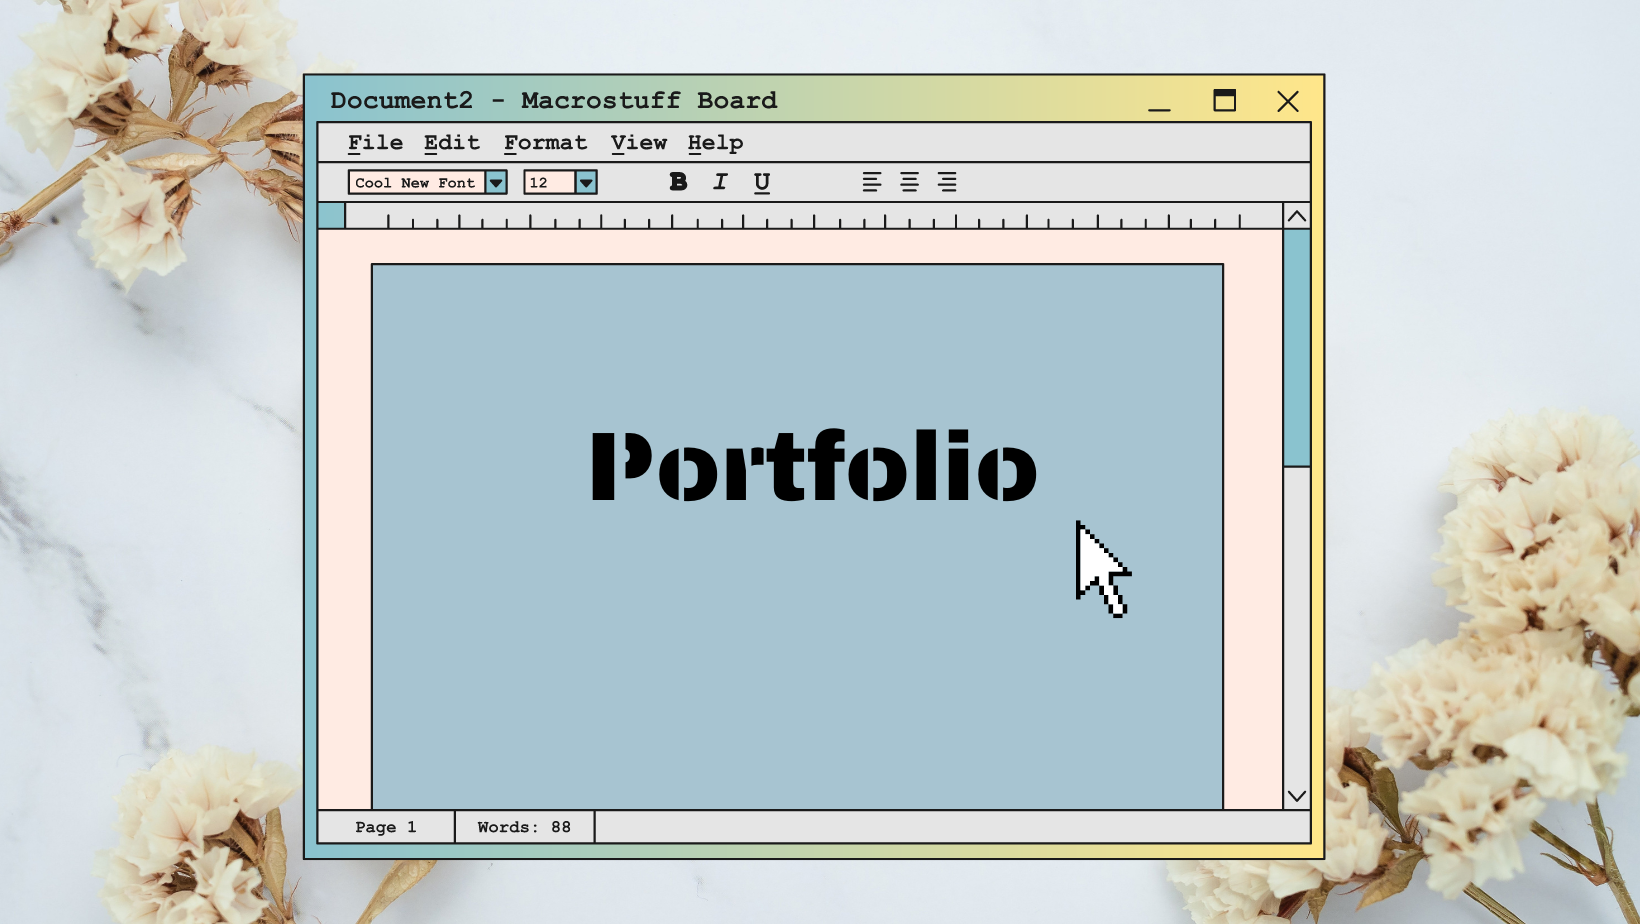 Document2 - Macrostuff Board
File Edit Format View Help
Cool New Font 12 B I U
Portfolio
Page 1 Words: 88